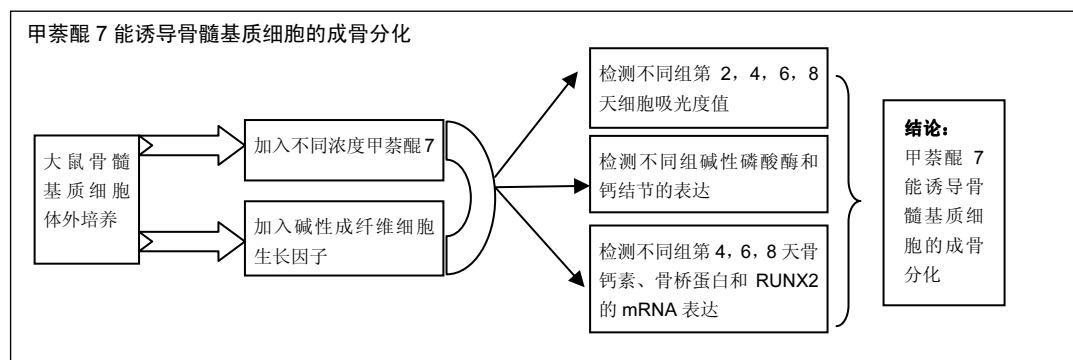 甲萘醌 7 能诱导骨髓基质细胞的成骨分化
大鼠骨髓
基质细胞
体外培养
加入不同浓度甲萘醌 7
加入碱性成纤维细胞
生长因子
检测不同组第 2，4，6，8
天细胞吸光度值
检测不同组碱性磷酸酶和
钙结节的表达
检测不同组第 4，6，8 天骨
钙素、骨桥蛋白和 RUNX2
的 mRNA 表达
结论：
甲萘醌 7
能诱导骨
髓基质细
胞的成骨
分化